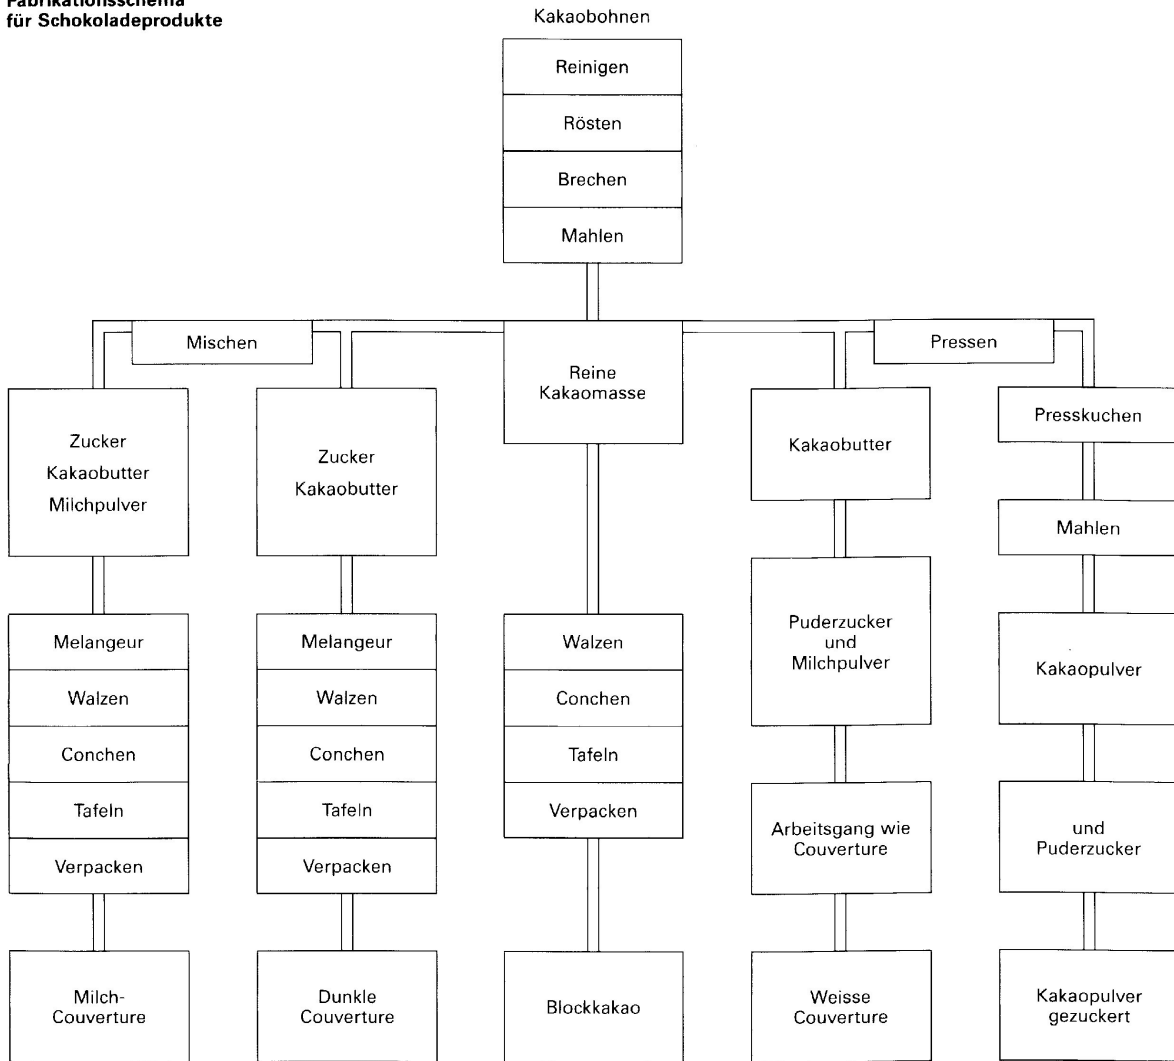 Fabrikationsschema
für Schokoladeprodukte
Kakaobohnen
Reinigen
Rösten
Brechen
Mahlen
Mischen
Reine
Kakaomasse
Pressen
Zucker
Kakaobutter
Milchpulver
Melangeur
Walzen
Conchen
Tafeln
Verpacken
Milch-
Couverture
Zucker
Kakaobutter
Melangeur
Walzen
Conchen
Tafeln
Verpacken
Dunkle
Couverture
Walzen
Conchen
Tafeln
Verpacken
Blockkakao
Kakaobutter
Puderzucker
und
Milchpulver
Arbeitsgang wie
Couverture
Weisse
Couverture
Presskuchen
Mahlen
Kakaopulver
und
Puderzucker
Kakaopulver
gezuckert